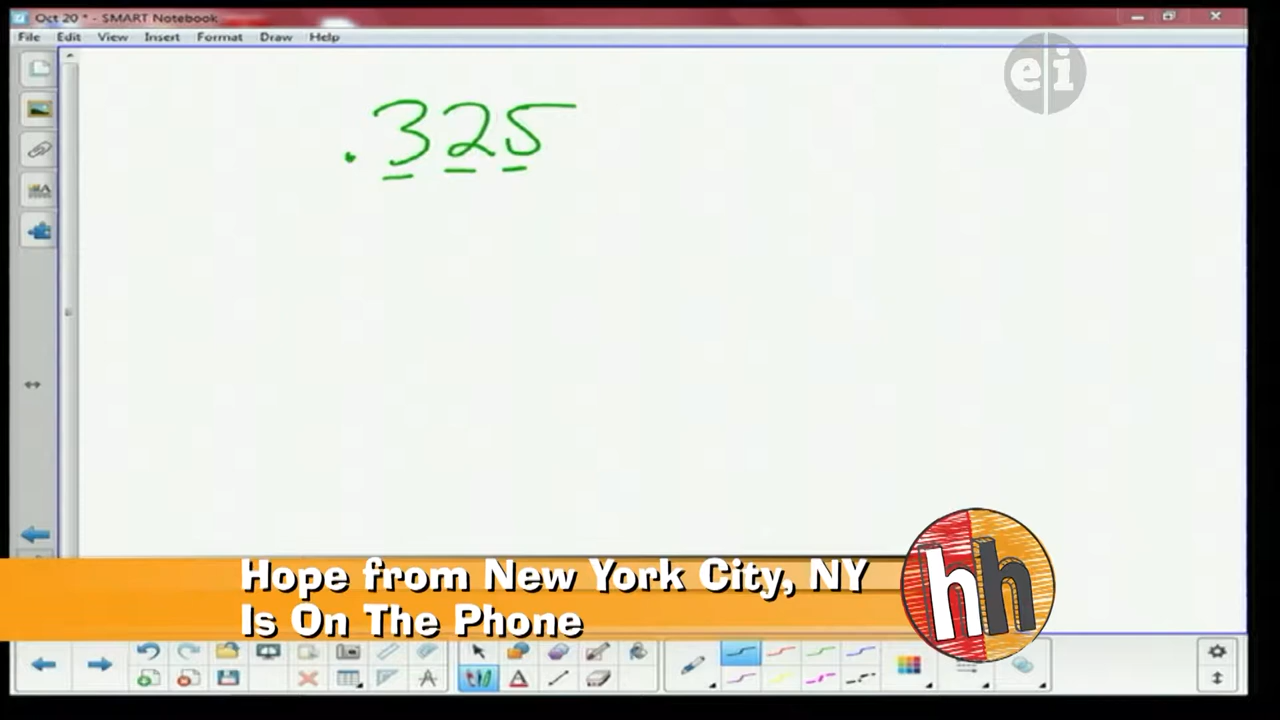 Oct 20 * - SMART Notebook
File Edit View Insert Format Draw Help
e|i
.325
Hope from New York City, NY
Is On The Phone
hh